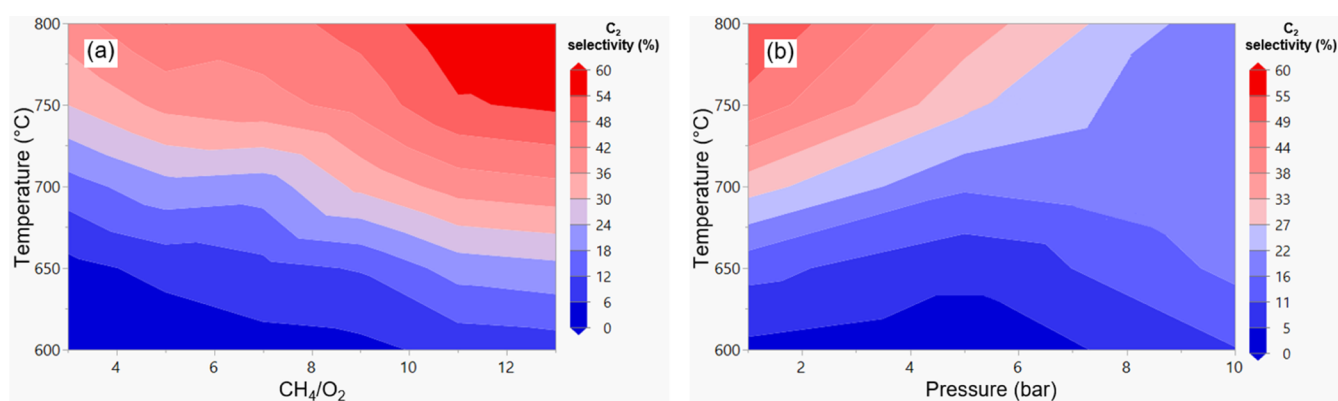 (a)
Temperature (°C)
800
750
700
650
600
4 6 8 10 12
CH₄/O₂
C₂
selectivity (%)
60
54
48
42
36
30
24
18
12
6
0
(b)
Temperature (°C)
800
750
700
650
600
2 4 6 8 10
Pressure (bar)
C₂
selectivity (%)
60
55
49
44
38
33
27
22
16
11
5
0